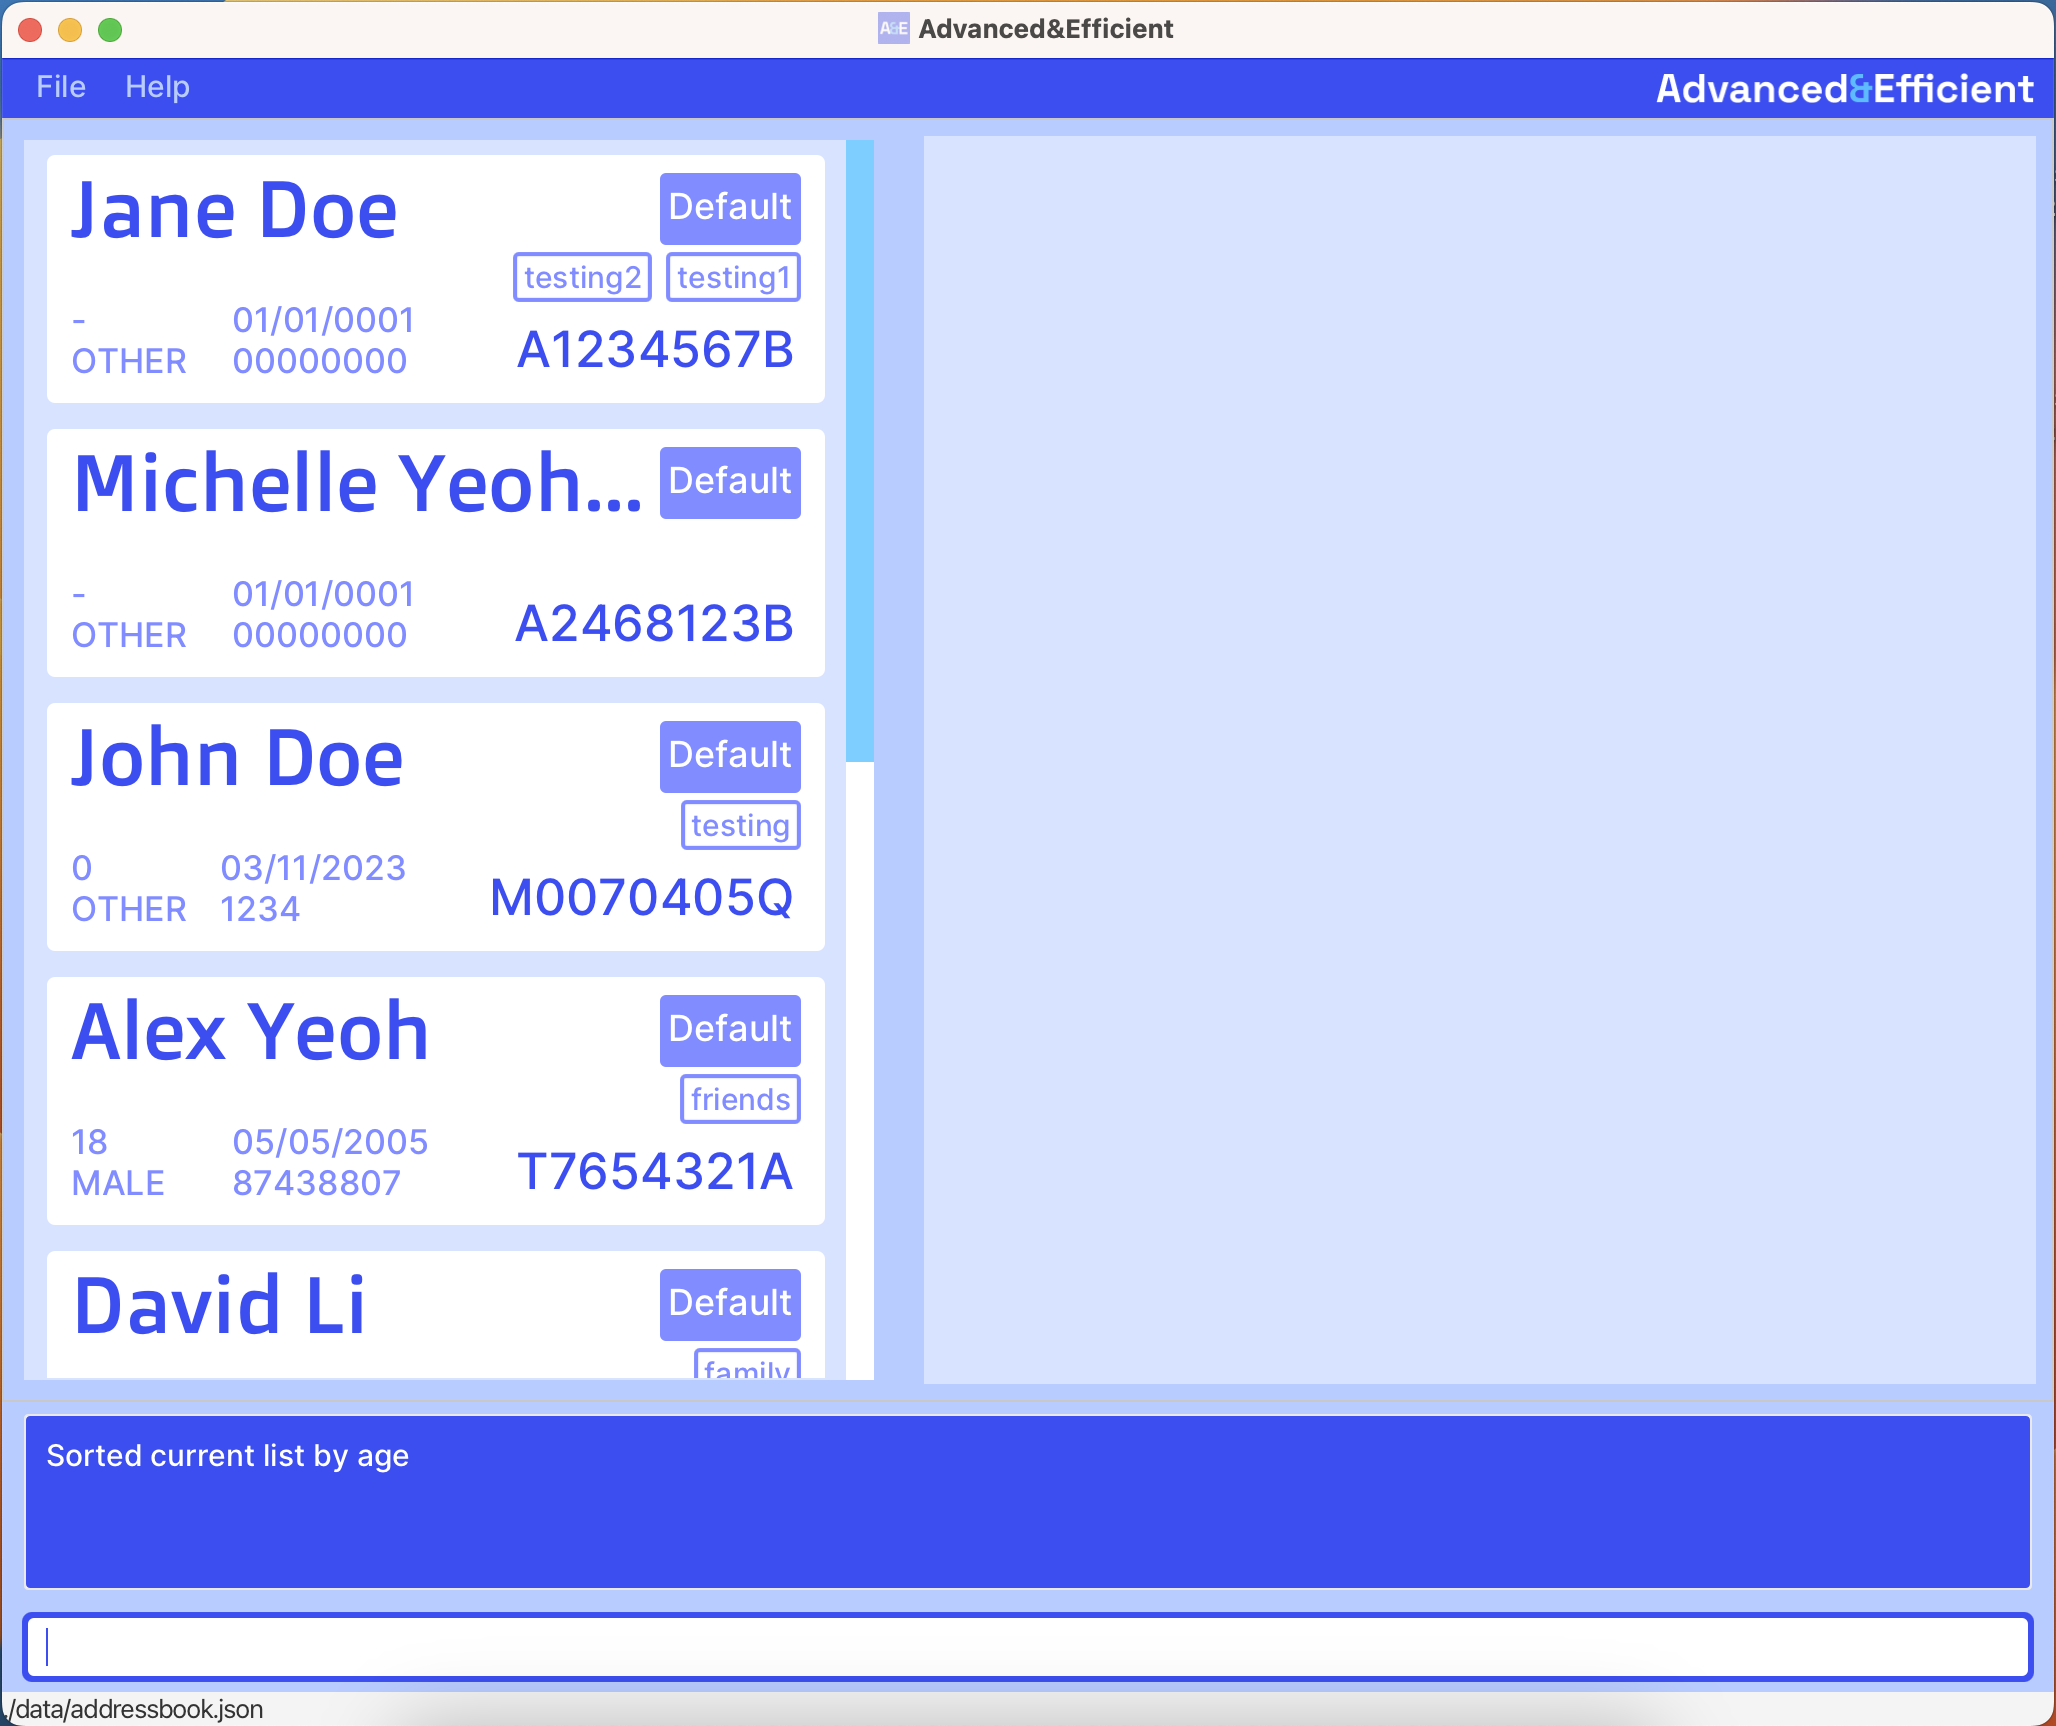 A&E Advanced&Efficient
File Help Advanced&Efficient
Jane Doe Default
testing2 testing1
- 01/01/0001
OTHER 00000000 A1234567B
Michelle Yeoh... Default
- 01/01/0001
OTHER 00000000 A2468123B
John Doe Default
testing
0 03/11/2023
OTHER 1234 M0070405Q
Alex Yeoh Default
friends
18 05/05/2005
MALE 87438807 T7654321A
David Li Default
family
Sorted current list by age
./data/addressbook.json